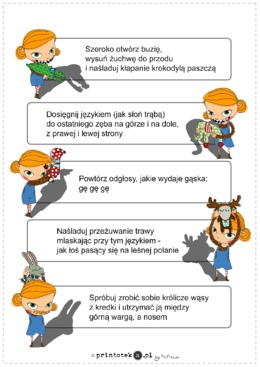 Szeroko otwórz buzię,
wysuń żuchwę do przodu
i naśladuj kłapanie krokodylą paszczą
Dosięgnij językiem (jak słoń trąbą)
do ostatniego zęba na górze i na dole,
z prawej i lewej strony
Powtórz odgłosy, jakie wydaje gąska:
gę gę gę
Naśladuj przeżuwanie trawy
mlaskając przy tym językiem -
jak łoś pasący się na leśnej polanie
Spróbuj zrobić sobie królicze wąsy
z kredki i utrzymać ją między
górną wargą, a nosem
printotek.pl